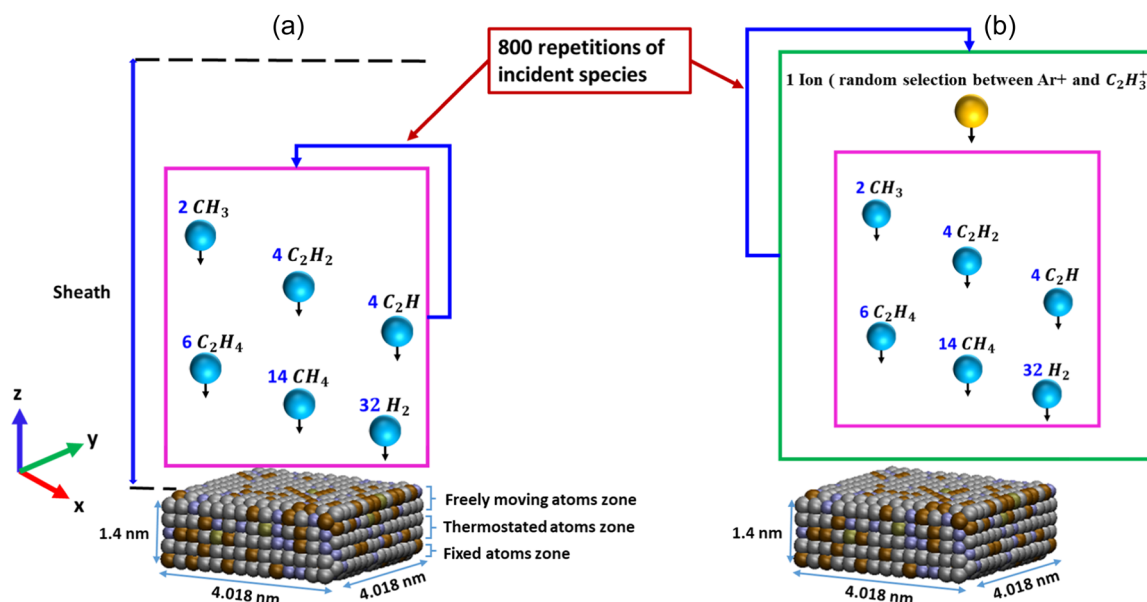 (a)
800 repetitions of
incident species
(b)
1 Ion ( random selection between Ar+ and C₂H₃⁺
2 CH₃
4 C₂H₂
4 C₂H
6 C₂H₄
14 CH₄
32 H₂
Sheath
z
y
x
2 CH₃
4 C₂H₂
4 C₂H
6 C₂H₄
14 CH₄
32 H₂
Freely moving atoms zone
Thermostated atoms zone
Fixed atoms zone
1.4 nm
4.018 nm
4.018 nm
1.4 nm
4.018 nm
4.018 nm